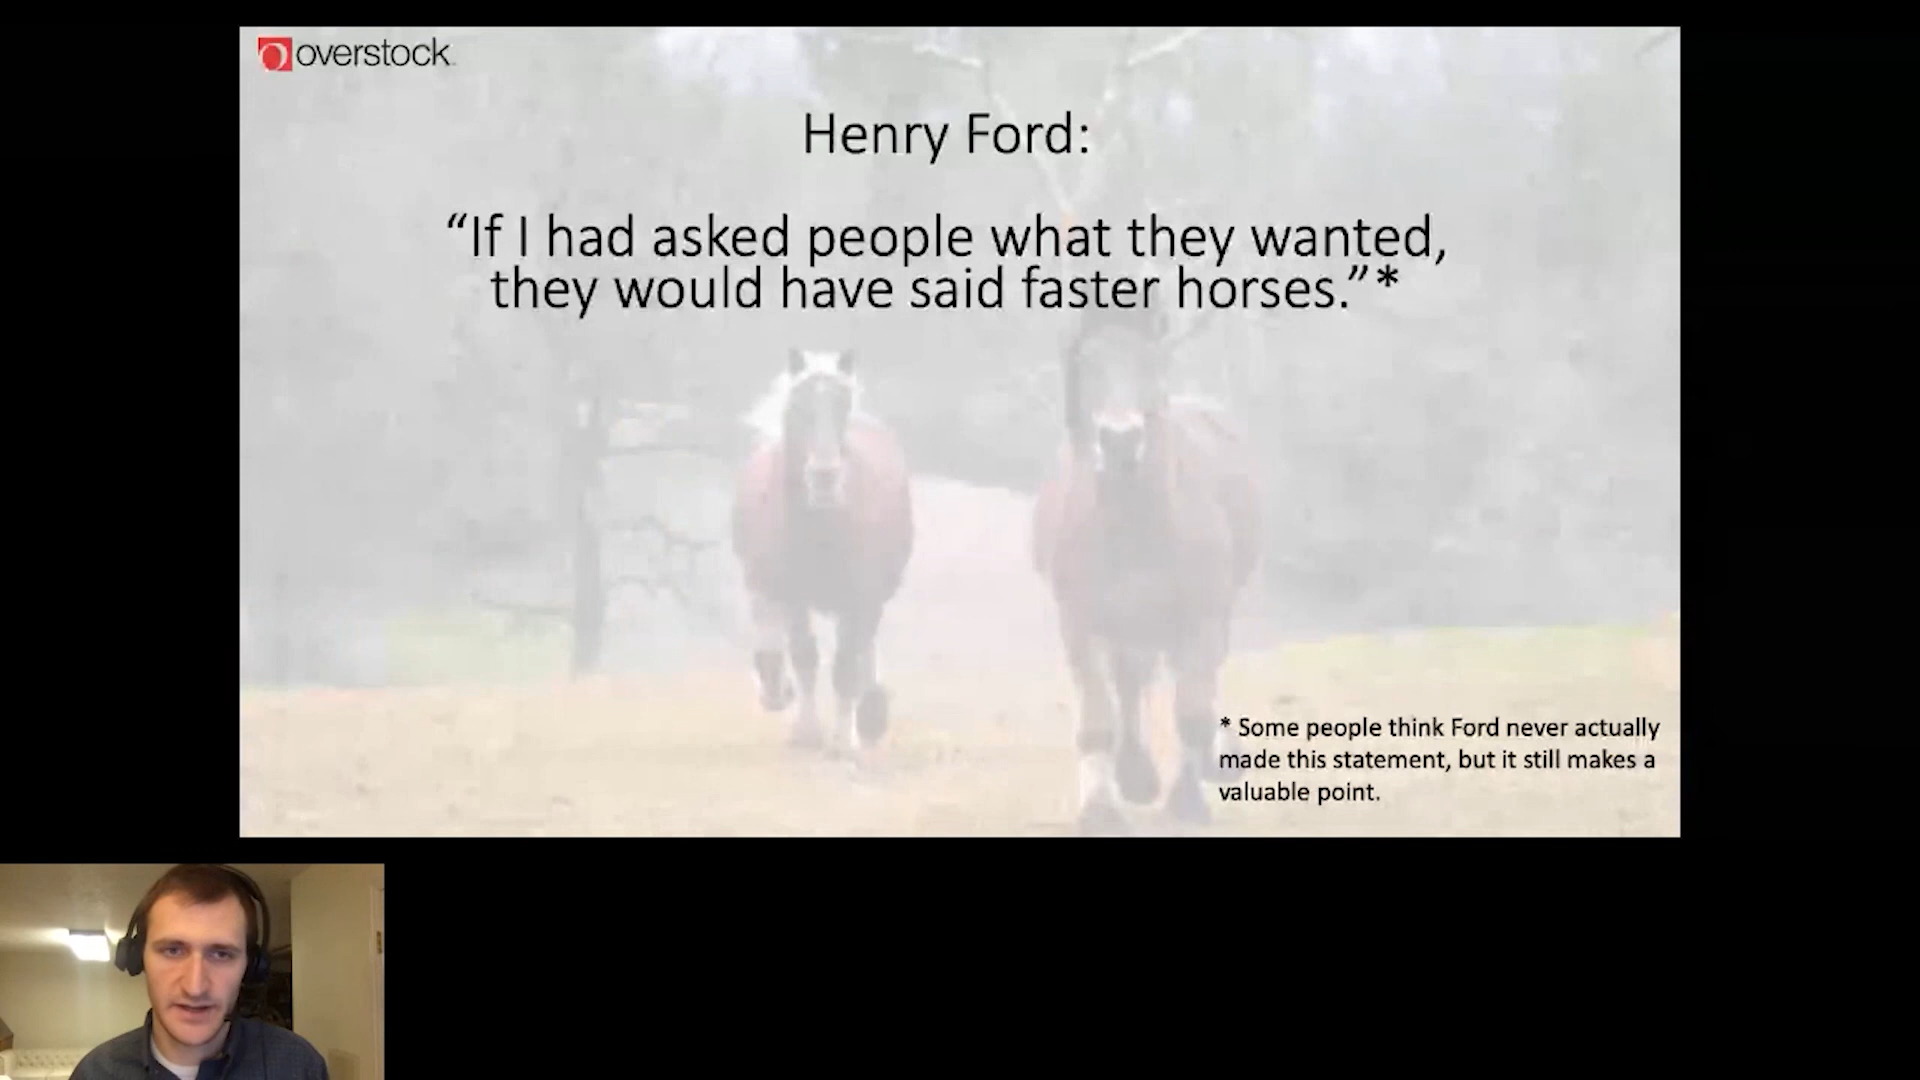 overstock
Henry Ford:
“If I had asked people what they wanted,
they would have said faster horses.”*
* Some people think Ford never actually
made this statement, but it still makes a
valuable point.